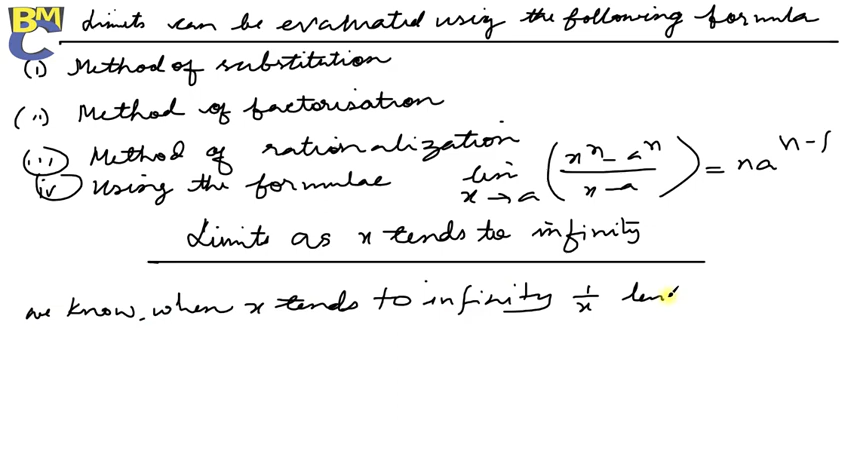 BMC
Limits can be evaluated using the following formula
(i) Method of substitution
(ii) Method of factorisation
(iii) Method of rationalization
iv Using the formulae lim x→a (x^n - a^n / x - a) = na^(n-1)
Limits as x tends to infinity
we know, when x tends to infinity 1/x ten